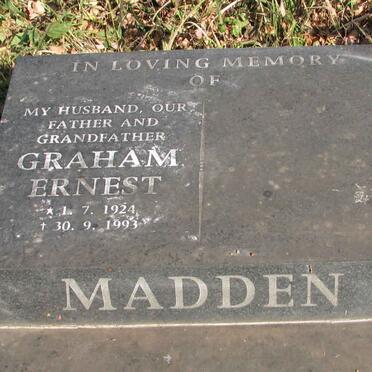 IN LOVING MEMORY
OF
MY HUSBAND, OUR
FATHER AND
GRANDFATHER
GRAHAM
ERNEST
★ 1. 7. 1924
† 30. 9. 1993
MADDEN